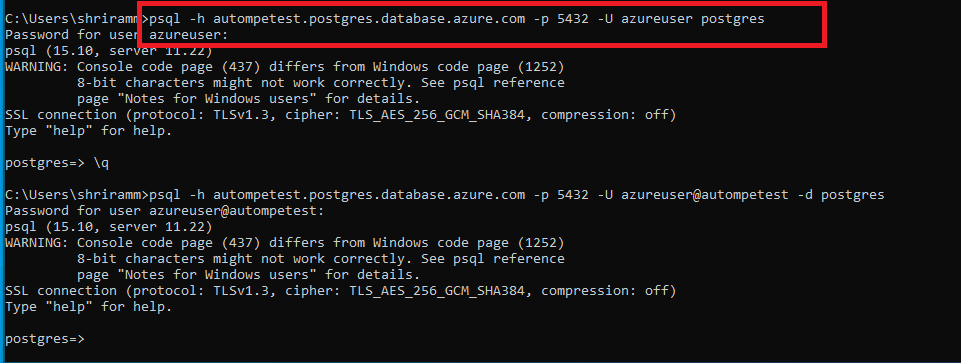 C:\Users\shriramm>psql -h autompetest.postgres.database.azure.com -p 5432 -U azureuser postgres
Password for user azureuser:
psql (15.10, server 11.22)
WARNING: Console code page (437) differs from Windows code page (1252)
         8-bit characters might not work correctly. See psql reference
         page "Notes for Windows users" for details.
SSL connection (protocol: TLSv1.3, cipher: TLS_AES_256_GCM_SHA384, compression: off)
Type "help" for help.

postgres=> \q

C:\Users\shriramm>psql -h autompetest.postgres.database.azure.com -p 5432 -U azureuser@autompetest -d postgres
Password for user azureuser@autompetest:
psql (15.10, server 11.22)
WARNING: Console code page (437) differs from Windows code page (1252)
         8-bit characters might not work correctly. See psql reference
         page "Notes for Windows users" for details.
SSL connection (protocol: TLSv1.3, cipher: TLS_AES_256_GCM_SHA384, compression: off)
Type "help" for help.

postgres=>